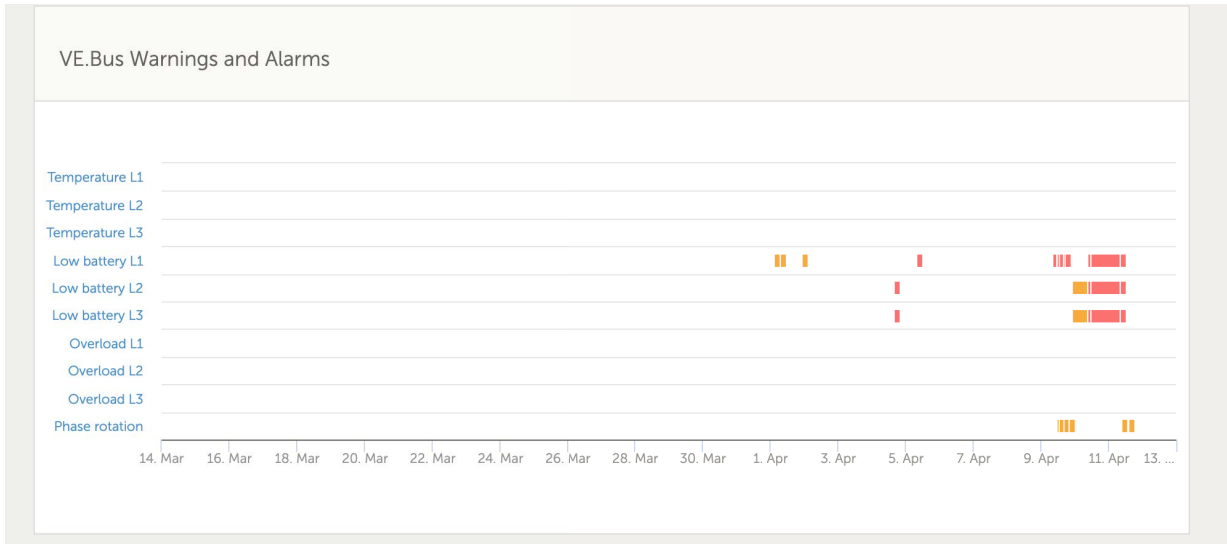 VE.Bus Warnings and Alarms
Temperature L1
Temperature L2
Temperature L3
Low battery L1
Low battery L2
Low battery L3
Overload L1
Overload L2
Overload L3
Phase rotation
14. Mar 16. Mar 18. Mar 20. Mar 22. Mar 24. Mar 26. Mar 28. Mar 30. Mar 1. Apr 3. Apr 5. Apr 7. Apr 9. Apr 11. Apr 13. ...